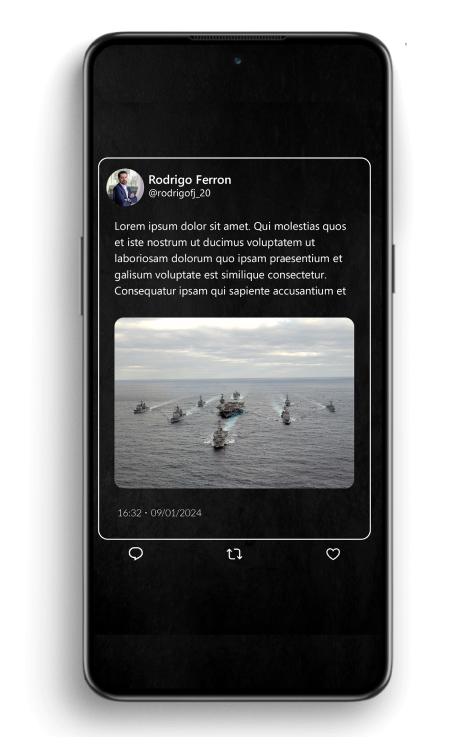 Rodrigo Ferron
@rodrigofj_20
Lorem ipsum dolor sit amet. Qui molestias quos
et iste nostrum ut ducimus voluptatem ut
laboriosam dolorum quo ipsam praesentium et
galisum voluptate est similique consectetur.
Consequatur ipsam qui sapiente accusantium et
16:32 · 09/01/2024